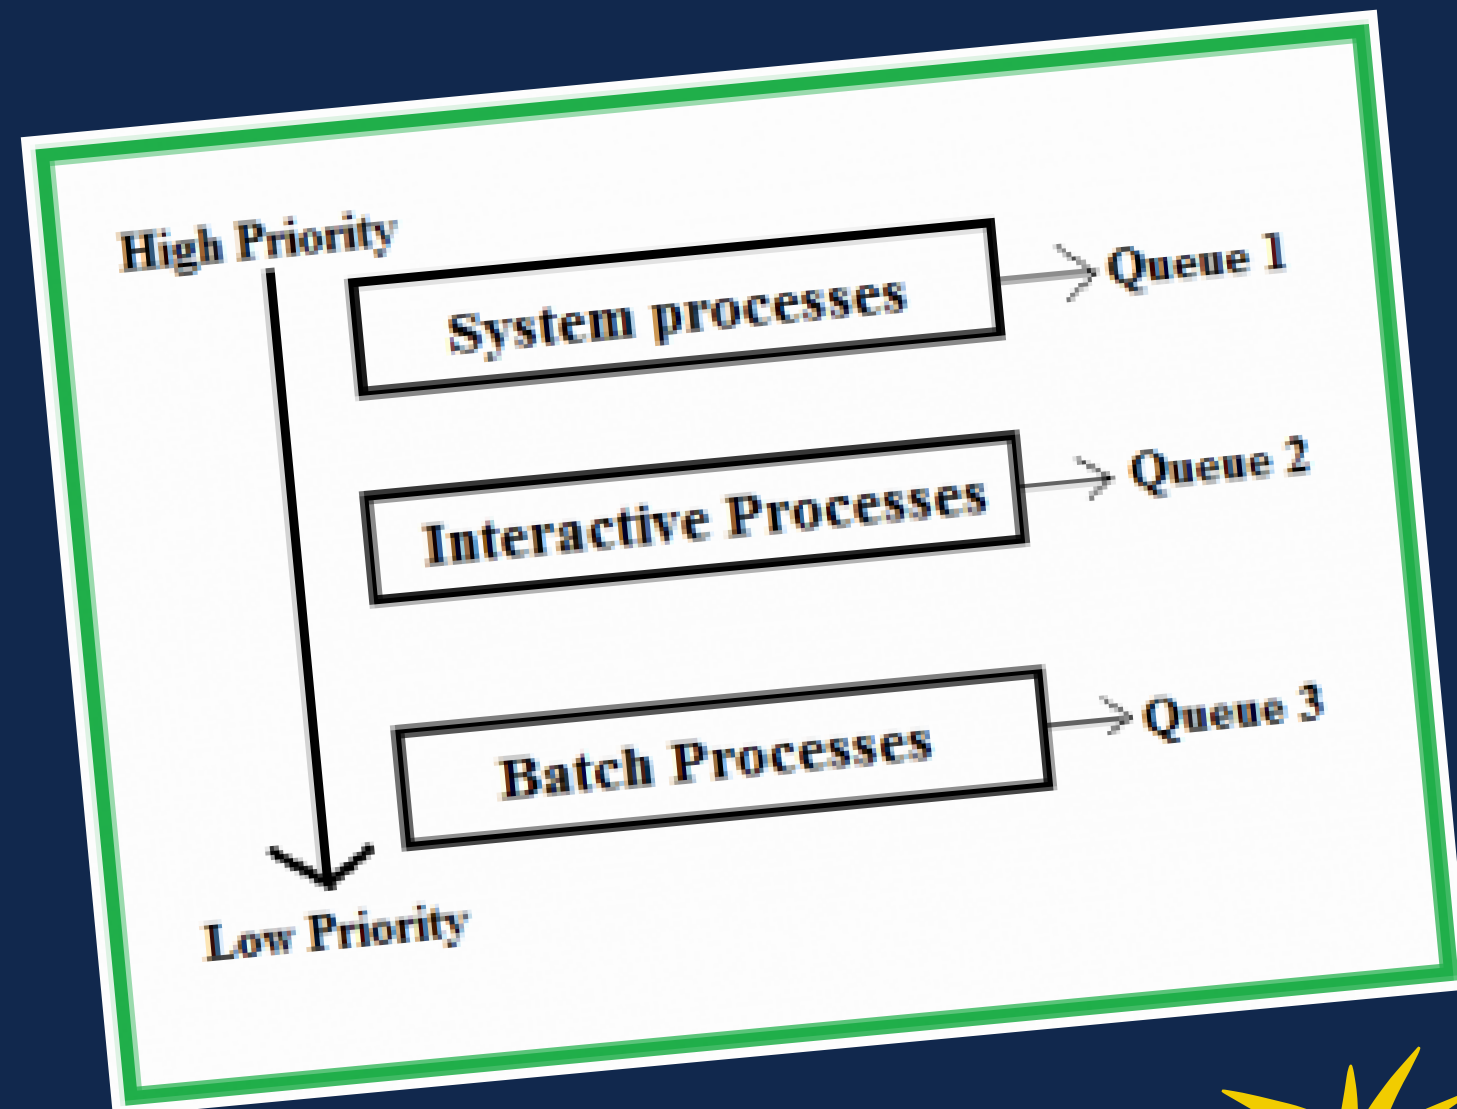 High Priority
System processes
Queue 1
Interactive Processes
Queue 2
Batch Processes
Queue 3
Low Priority